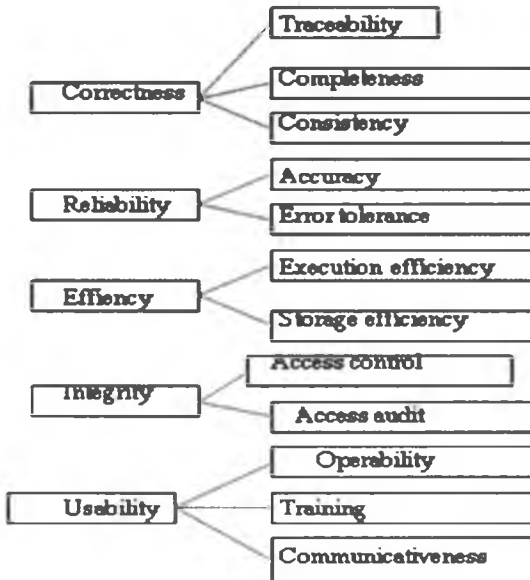 Traceability
Correctness
Completeness
Consistency
Reliability
Accuracy
Error tolerance
Effiency
Execution efficiency
Storage efficiency
Integrity
Access control
Access audit
Usability
Operability
Training
Communicativeness